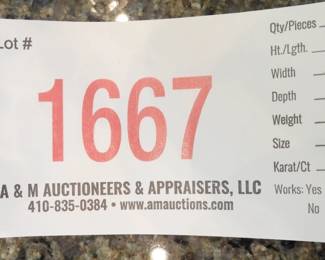 Lot #
1667
A & M AUCTIONEERS & APPRAISERS, LLC
410-835-0384 • www.amauctions.com
Qty/Pieces
Ht./Lgth.
Width
Depth
Weight
Size
Karat/Ct
Works: Yes
No